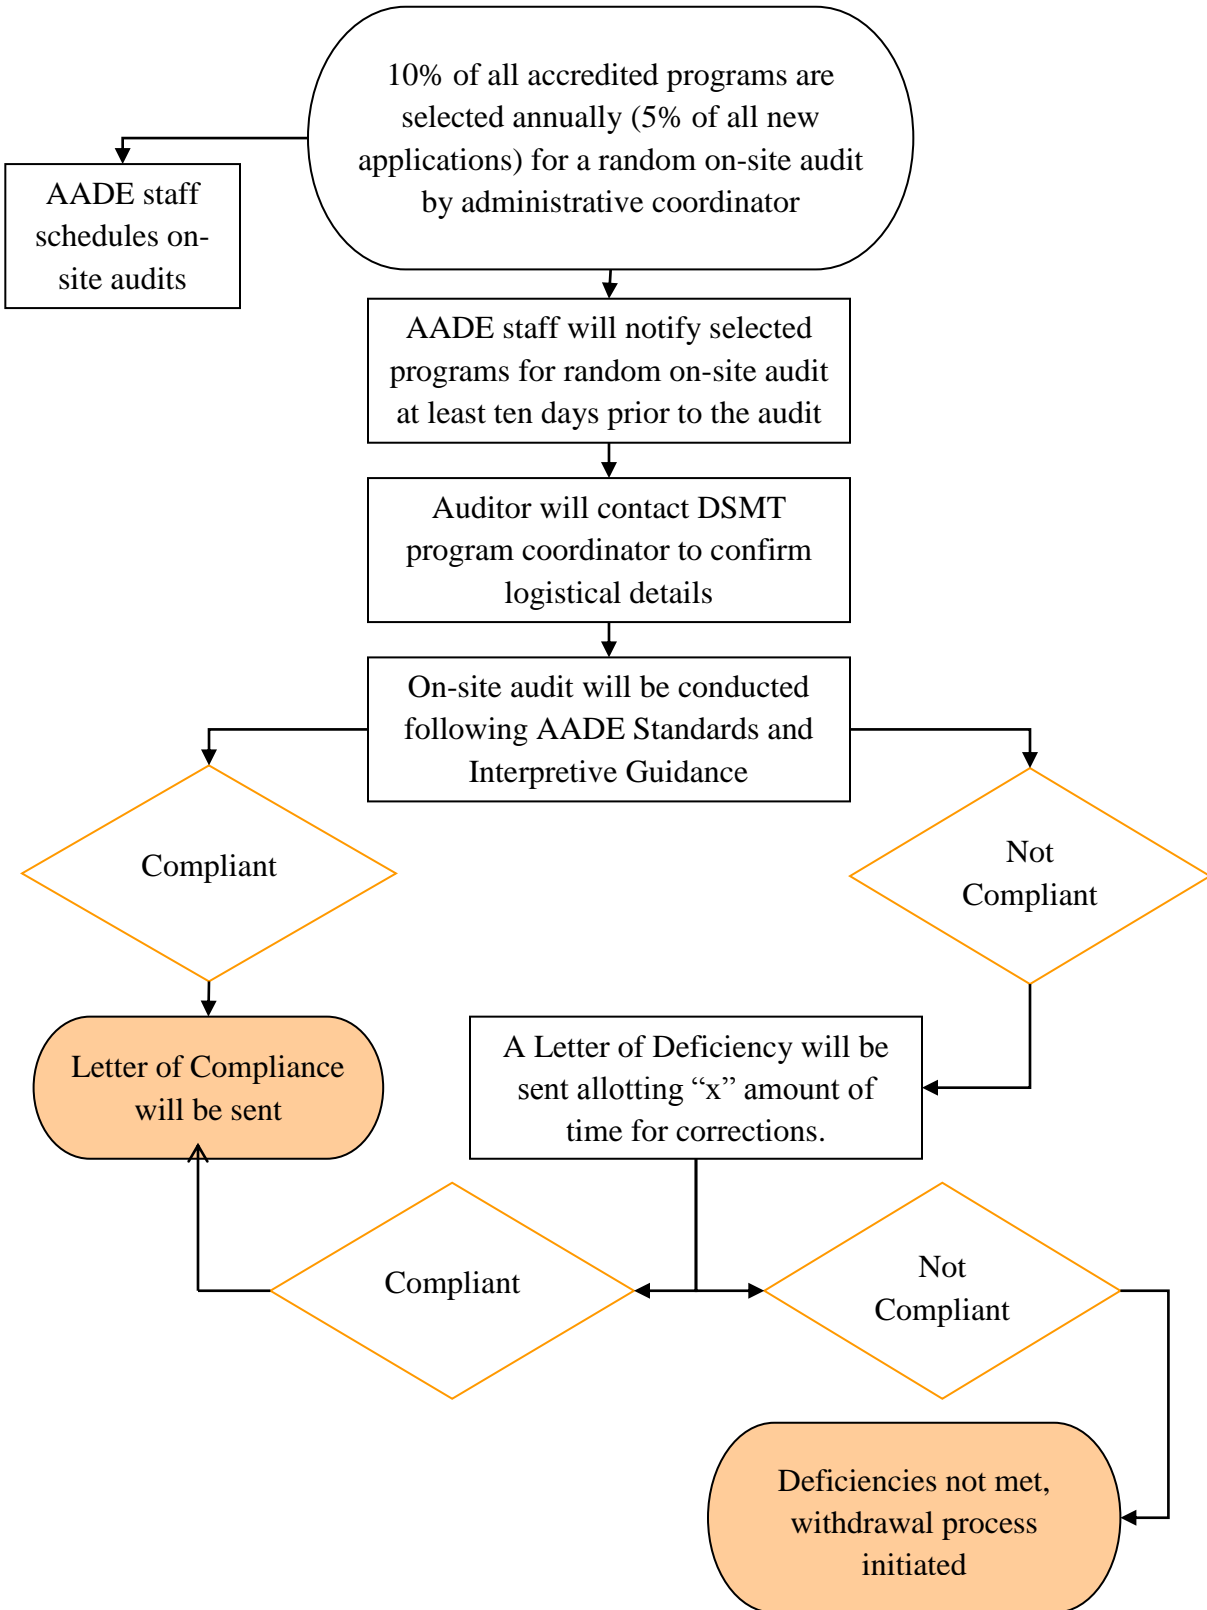 10% of all accredited programs are
selected annually (5% of all new
applications) for a random on-site audit
by administrative coordinator
AADE staff
schedules on-
site audits
AADE staff will notify selected
programs for random on-site audit
at least ten days prior to the audit
Auditor will contact DSMT
program coordinator to confirm
logistical details
On-site audit will be conducted
following AADE Standards and
Interpretive Guidance
Compliant
Not
Compliant
Letter of Compliance
will be sent
A Letter of Deficiency will be
sent allotting “x” amount of
time for corrections.
Compliant
Not
Compliant
Deficiencies not met,
withdrawal process
initiated